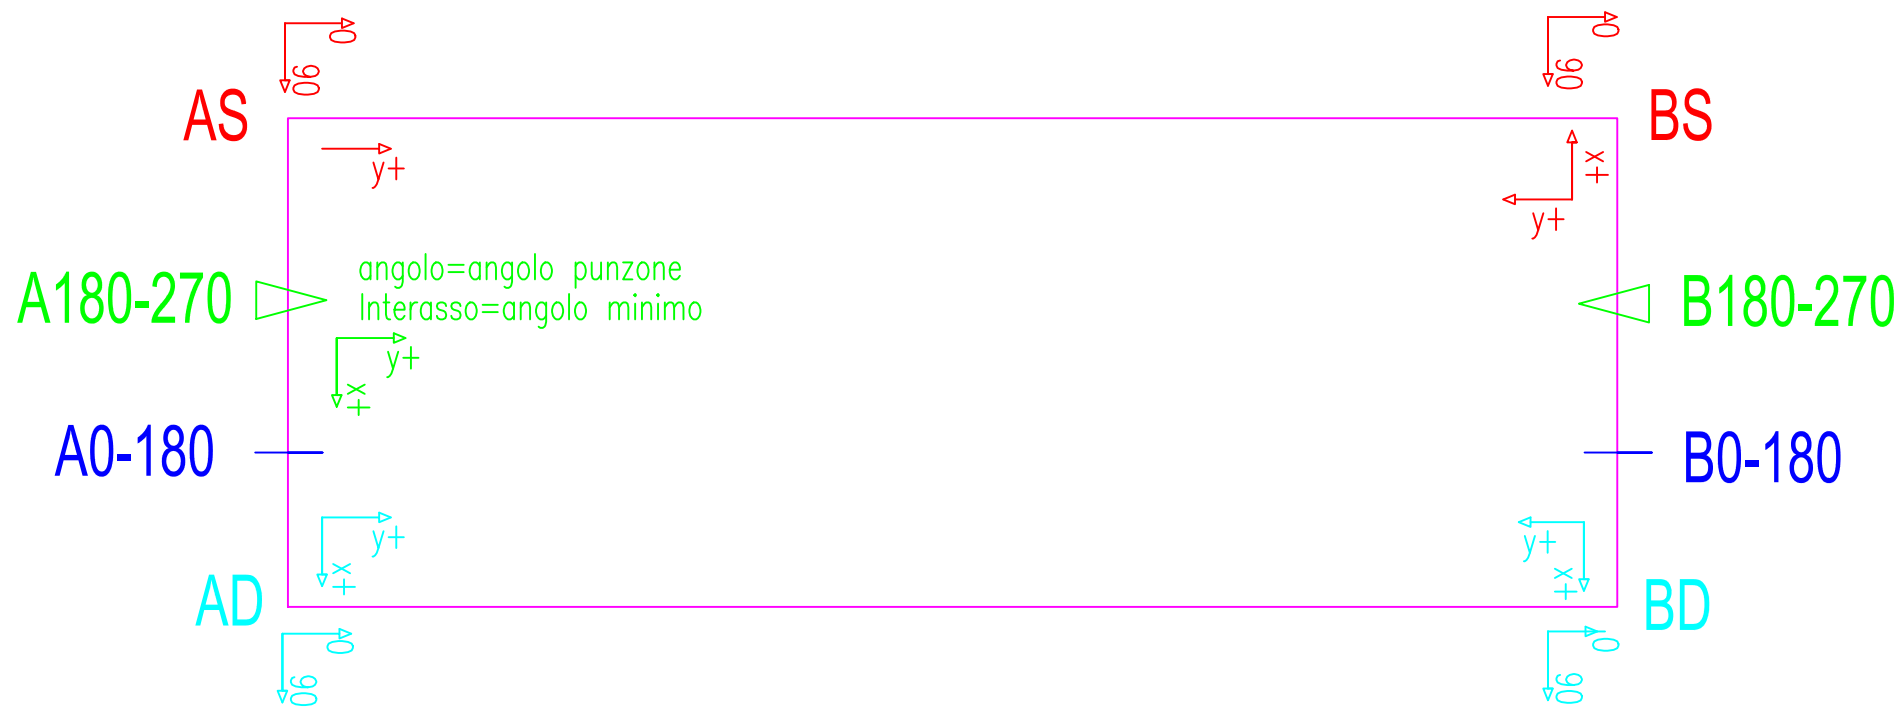 0
0
90
90
AS
BS
y+
x+
y+
angolo=angolo punzone
Interasso=angolo minimo
A180-270
B180-270
y+
x+
A0-180
B0-180
y+
y+
x+
x+
AD
BD
0
0
90
90